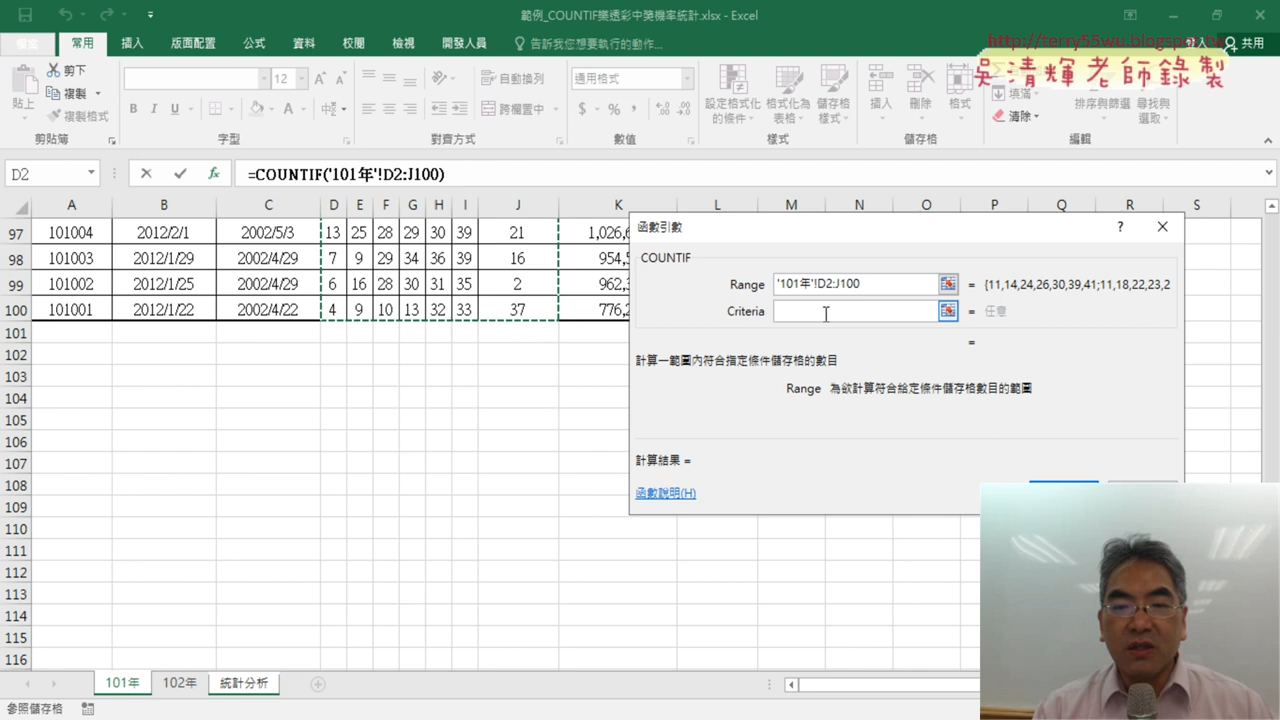 範例_COUNTIF樂透彩中獎機率統計.xlsx - Excel
http://terry55wu.blogspot.tw
吳清輝老師錄製
檔案 常用 插入 版面配置 公式 資料 校閱 檢視 開發人員 告訴我您想要執行的動作... 登入 共用
貼上 剪下 複製 複製格式 剪貼簿
12 A A B I U A 中 字型
自動換列 跨欄置中 對齊方式
通用格式 $ % , 數值
設定格式化的條件 格式化為表格 儲存格樣式 樣式
插入 刪除 格式 儲存格
填滿 清除 排序與篩選 尋找與選取 編輯
D2 fx =COUNTIF('101年'!D2:J100)
A B C D E F G H I J K L M N O P Q R S
97 101004 2012/2/1 2002/5/3 13 25 28 29 30 39 21 1,026,6
98 101003 2012/1/29 2002/4/29 7 9 29 34 36 39 16 954,5
99 101002 2012/1/25 2002/4/29 6 16 28 30 31 35 2 962,3
100 101001 2012/1/22 2002/4/22 4 9 10 13 32 33 37 776,2
101
102
103
104
105
106
107
108
109
110
111
112
113
114
115
116
函數引數 ?
COUNTIF
Range '101年'!D2:J100 = {11,14,24,26,30,39,41;11,18,22,23,2
Criteria = 任意
=
計算一範圍內符合指定條件儲存格的數目
Range 為欲計算符合給定條件儲存格數目的範圍
計算結果 =
函數說明(H)
101年 102年 統計分析
參照儲存格